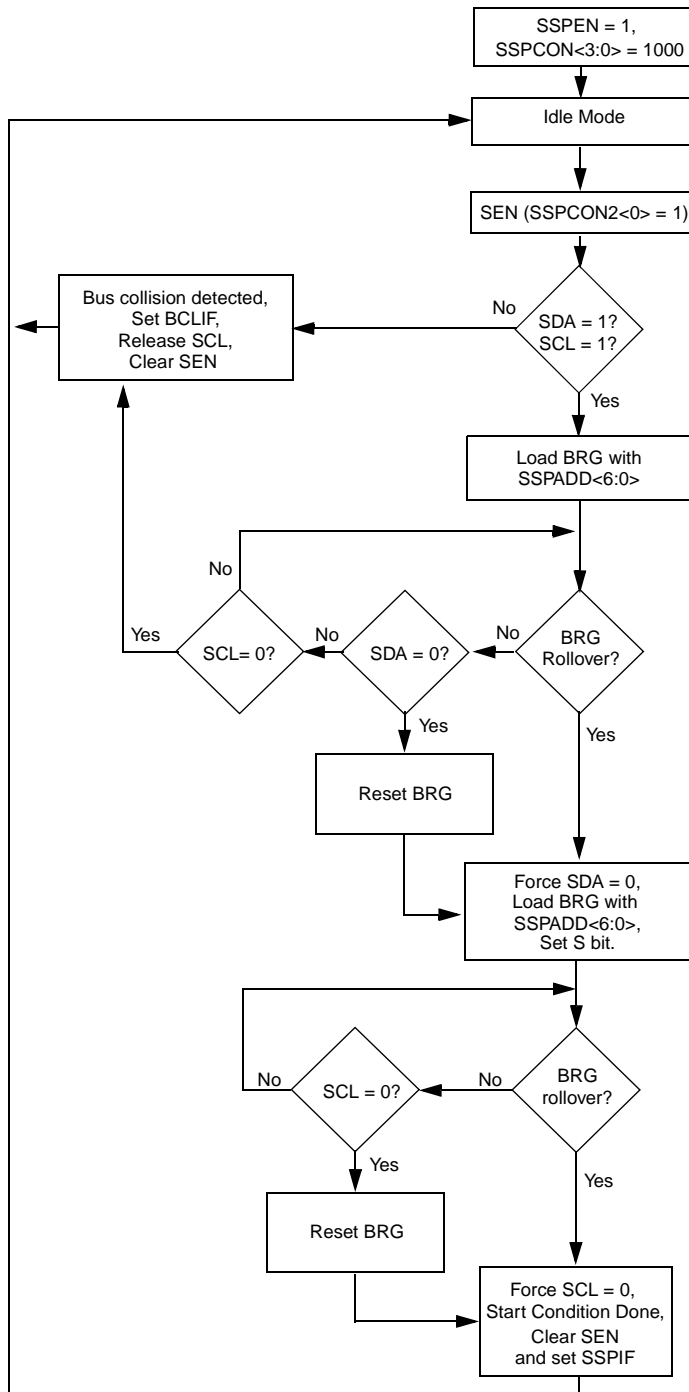 SSPEN = 1,
SSPCON<3:0> = 1000
Idle Mode
SEN (SSPCON2<0> = 1)
Bus collision detected,
Set BCLIF,
Release SCL,
Clear SEN
No
SDA = 1?
SCL = 1?
Yes
Load BRG with
SSPADD<6:0>
No
Yes
SCL= 0?
No
SDA = 0?
No
BRG
Rollover?
Yes
Yes
Reset BRG
Force SDA = 0,
Load BRG with
SSPADD<6:0>,
Set S bit.
No
SCL = 0?
No
BRG
rollover?
Yes
Yes
Reset BRG
Force SCL = 0,
Start Condition Done,
Clear SEN
and set SSPIF